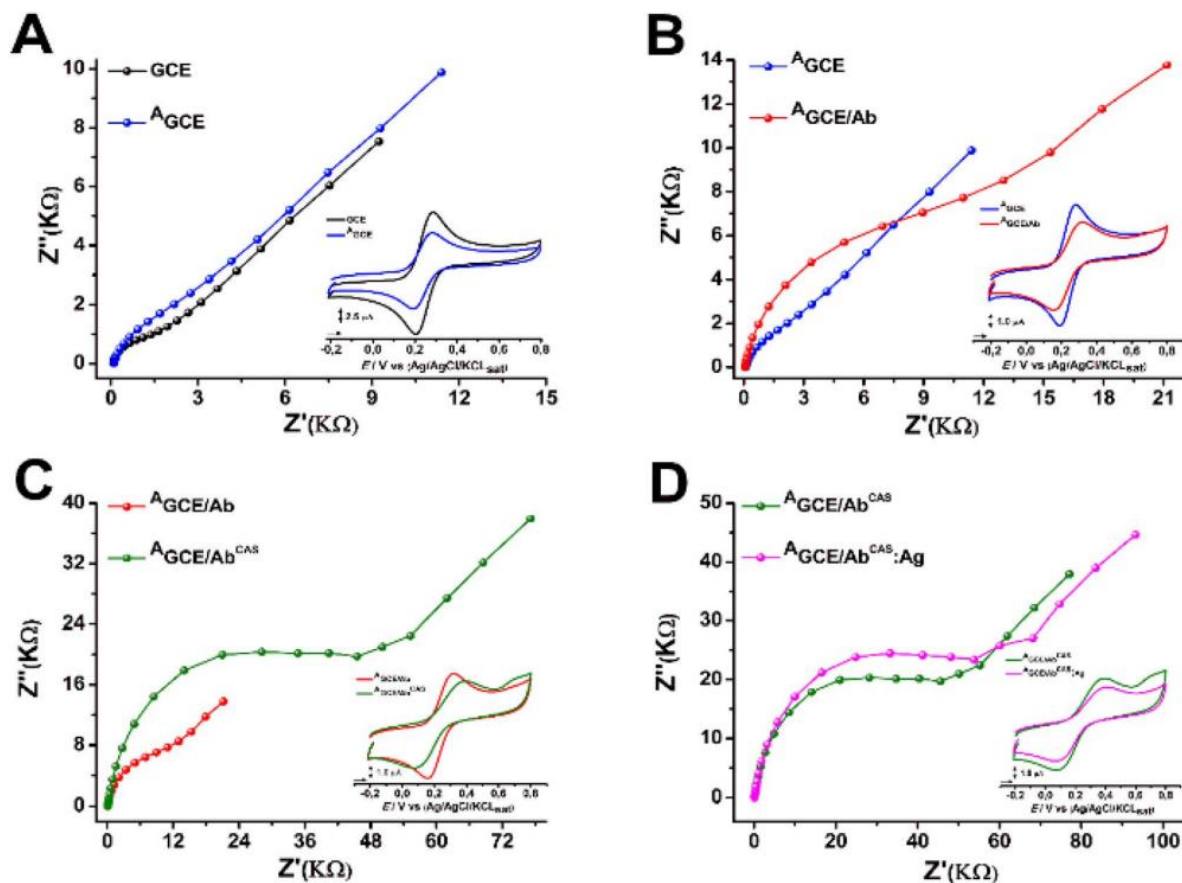 A
GCE
AGCE
10
8
6
4
2
0
Z''(KΩ)
0 3 6 9 12 15
Z'(KΩ)
GCE
AGCE
2.5 µA
-0,2 0,0 0,2 0,4 0,6 0,8
E / V vs (Ag/AgCl/KCLsat)
B
AGCE
AGCE/Ab
14
12
10
8
6
4
2
0
Z''(KΩ)
0 3 6 9 12 15 18 21
Z'(KΩ)
AGCE
AGCE/Ab
-0,2 0,0 0,2 0,4 0,6 0,8
E / V vs (Ag/AgCl/KCLsat)
C
AGCE/Ab
AGCE/AbCAS
40
32
24
16
8
0
Z''(KΩ)
0 12 24 36 48 60 72
Z'(KΩ)
AGCE/Ab
AGCE/AbCAS
-0,2 0,0 0,2 0,4 0,6 0,8
E / V vs (Ag/AgCl/KCLsat)
D
AGCE/AbCAS
AGCE/AbCAS:Ag
50
40
30
20
10
0
Z''(KΩ)
0 20 40 60 80 100
Z'(KΩ)
AGCE/AbCAS
AGCE/AbCAS:Ag
-0,2 0,0 0,2 0,4 0,6 0,8
E / V vs (Ag/AgCl/KCLsat)